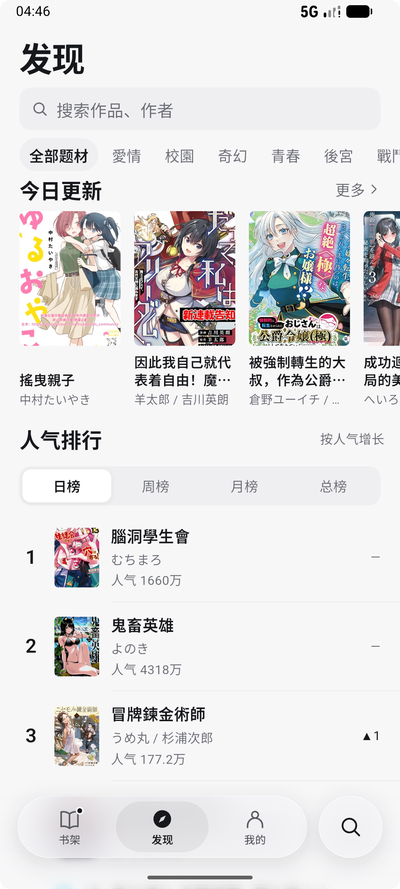 04:46
5G
发现
搜索作品、作者
全部题材 愛情 校園 奇幻 青春 後宮 戰鬥
今日更新
更多
搖曳親子
中村たいやき
因此我自己就代
表着自由！魔…
羊太郎 / 吉川英朗
被強制轉生的大
叔，作為公爵…
倉野ユーイチ / …
成功迴
局的美
へいろ
人气排行
按人气增长
日榜 周榜 月榜 总榜
1
腦洞學生會
むちまろ
人气 1660万
–
2
鬼畜英雄
よのき
人气 4318万
–
3
冒牌鍊金術師
うめ丸 / 杉浦次郎
人气 177.2万
▲1
书架
发现
我的